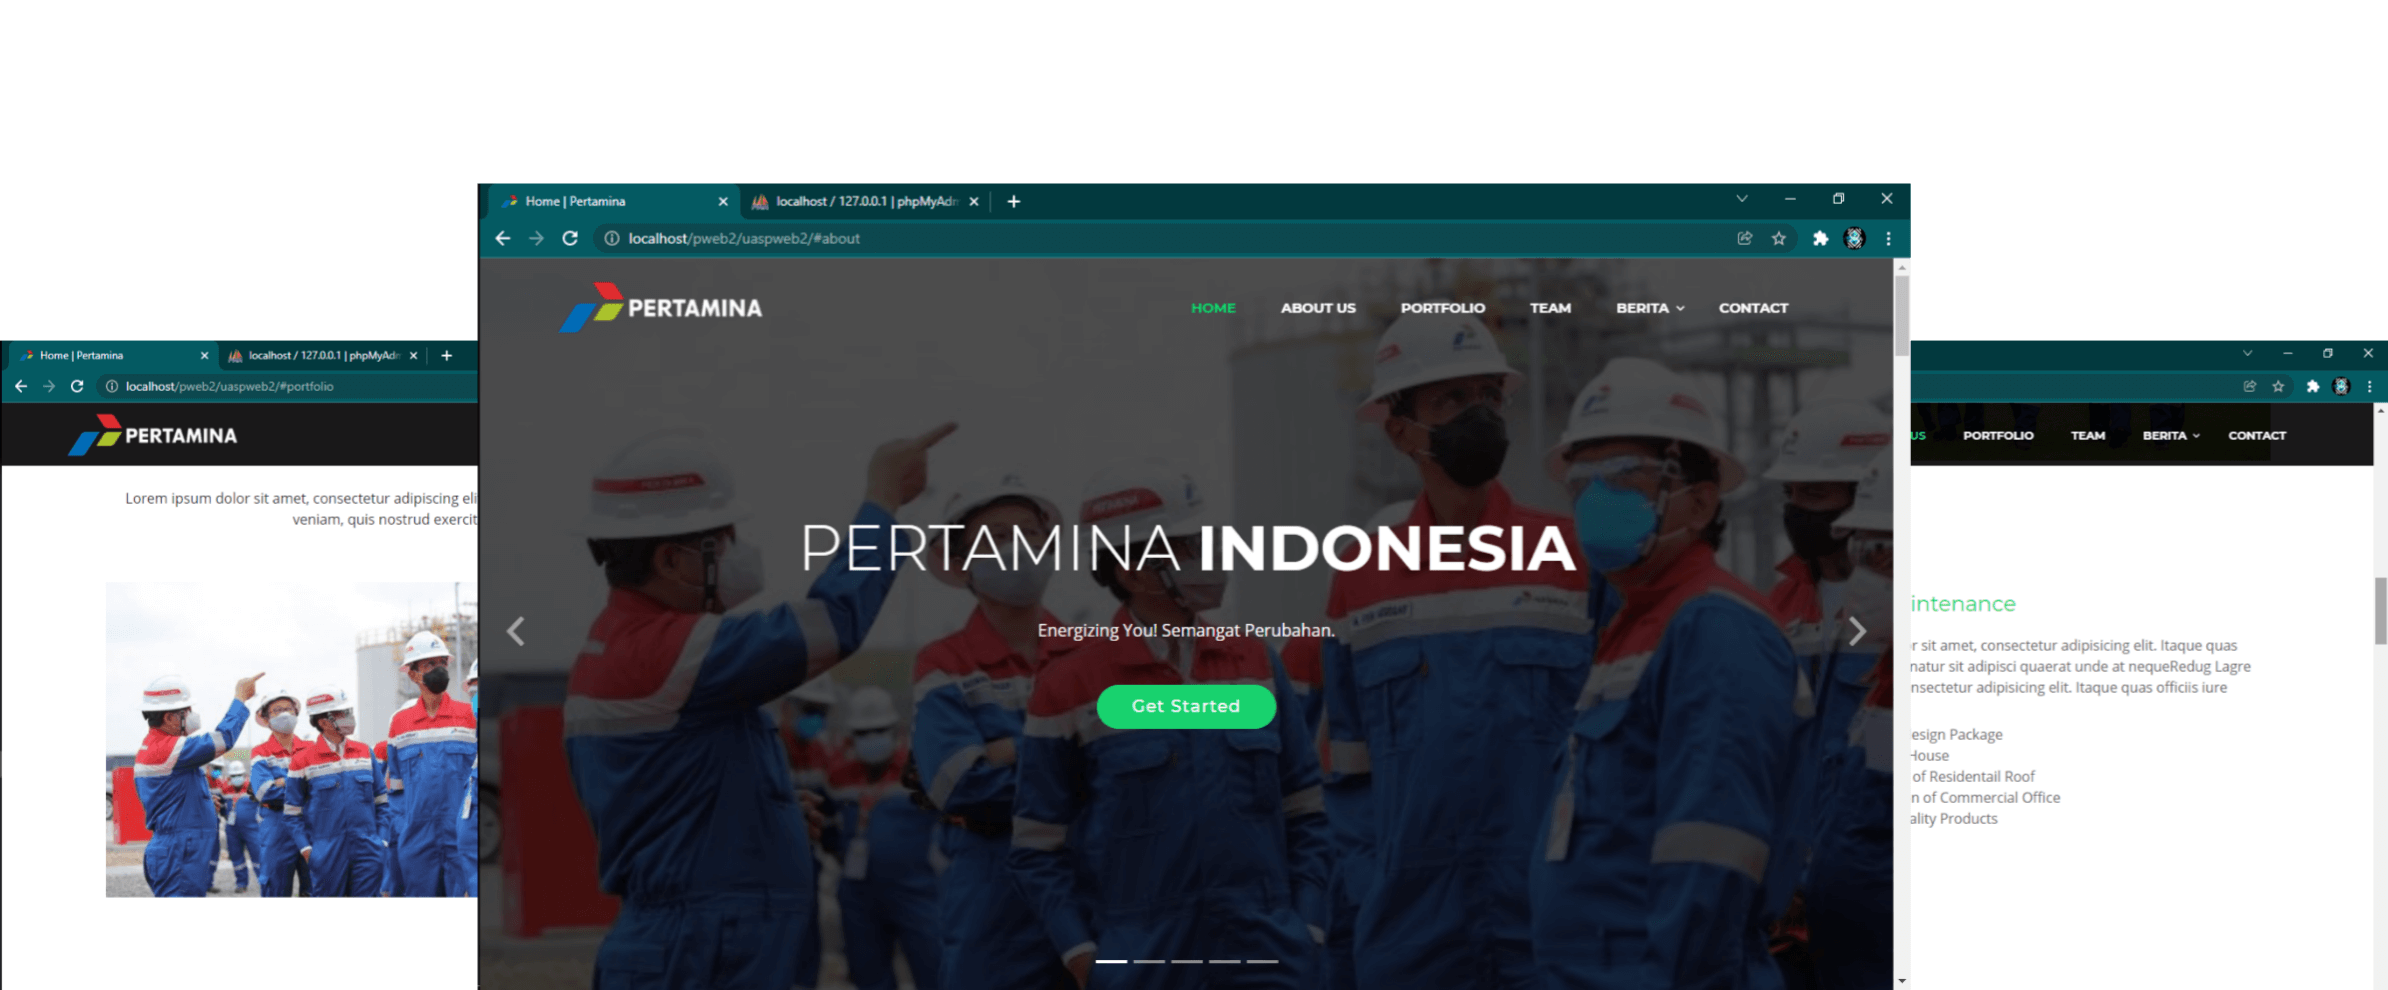 Home | Pertamina
localhost / 127.0.0.1 | phpMyAdm
localhost/pweb2/uaspweb2/#about
PERTAMINA
HOME ABOUT US PORTFOLIO TEAM BERITA CONTACT
PERTAMINA INDONESIA
Energizing You! Semangat Perubahan.
Get Started
Home | Pertamina
localhost / 127.0.0.1 | phpMyAdm
localhost/pweb2/uaspweb2/#portfolio
PERTAMINA
Lorem ipsum dolor sit amet, consectetur adipiscing eli
veniam, quis nostrud exercit
US PORTFOLIO TEAM BERITA CONTACT
intenance
r sit amet, consectetur adipisicing elit. Itaque quas
natur sit adipisci quaerat unde at nequeRedug Lagre
nsectetur adipisicing elit. Itaque quas officiis iure
esign Package
House
of Residentail Roof
n of Commercial Office
ality Products